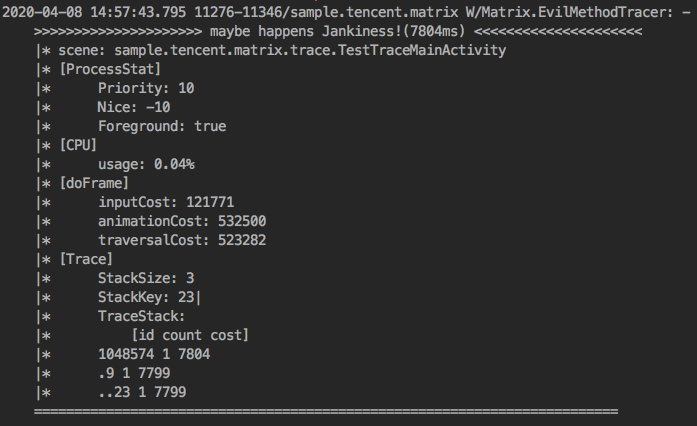 2020-04-08 14:57:43.795 11276-11346/sample.tencent.matrix W/Matrix.EvilMethodTracer: -
>>>>>>>>>>>>>>>>>>>>> maybe happens Jankiness!(7804ms) <<<<<<<<<<<<<<<<<<<<<
|* scene: sample.tencent.matrix.trace.TestTraceMainActivity
|* [ProcessStat]
|* Priority: 10
|* Nice: -10
|* Foreground: true
|* [CPU]
|* usage: 0.04%
|* [doFrame]
|* inputCost: 121771
|* animationCost: 532500
|* traversalCost: 523282
|* [Trace]
|* StackSize: 3
|* StackKey: 23|
|* TraceStack:
|* [id count cost]
|* 1048574 1 7804
|* .9 1 7799
|* ..23 1 7799
=========================================================================